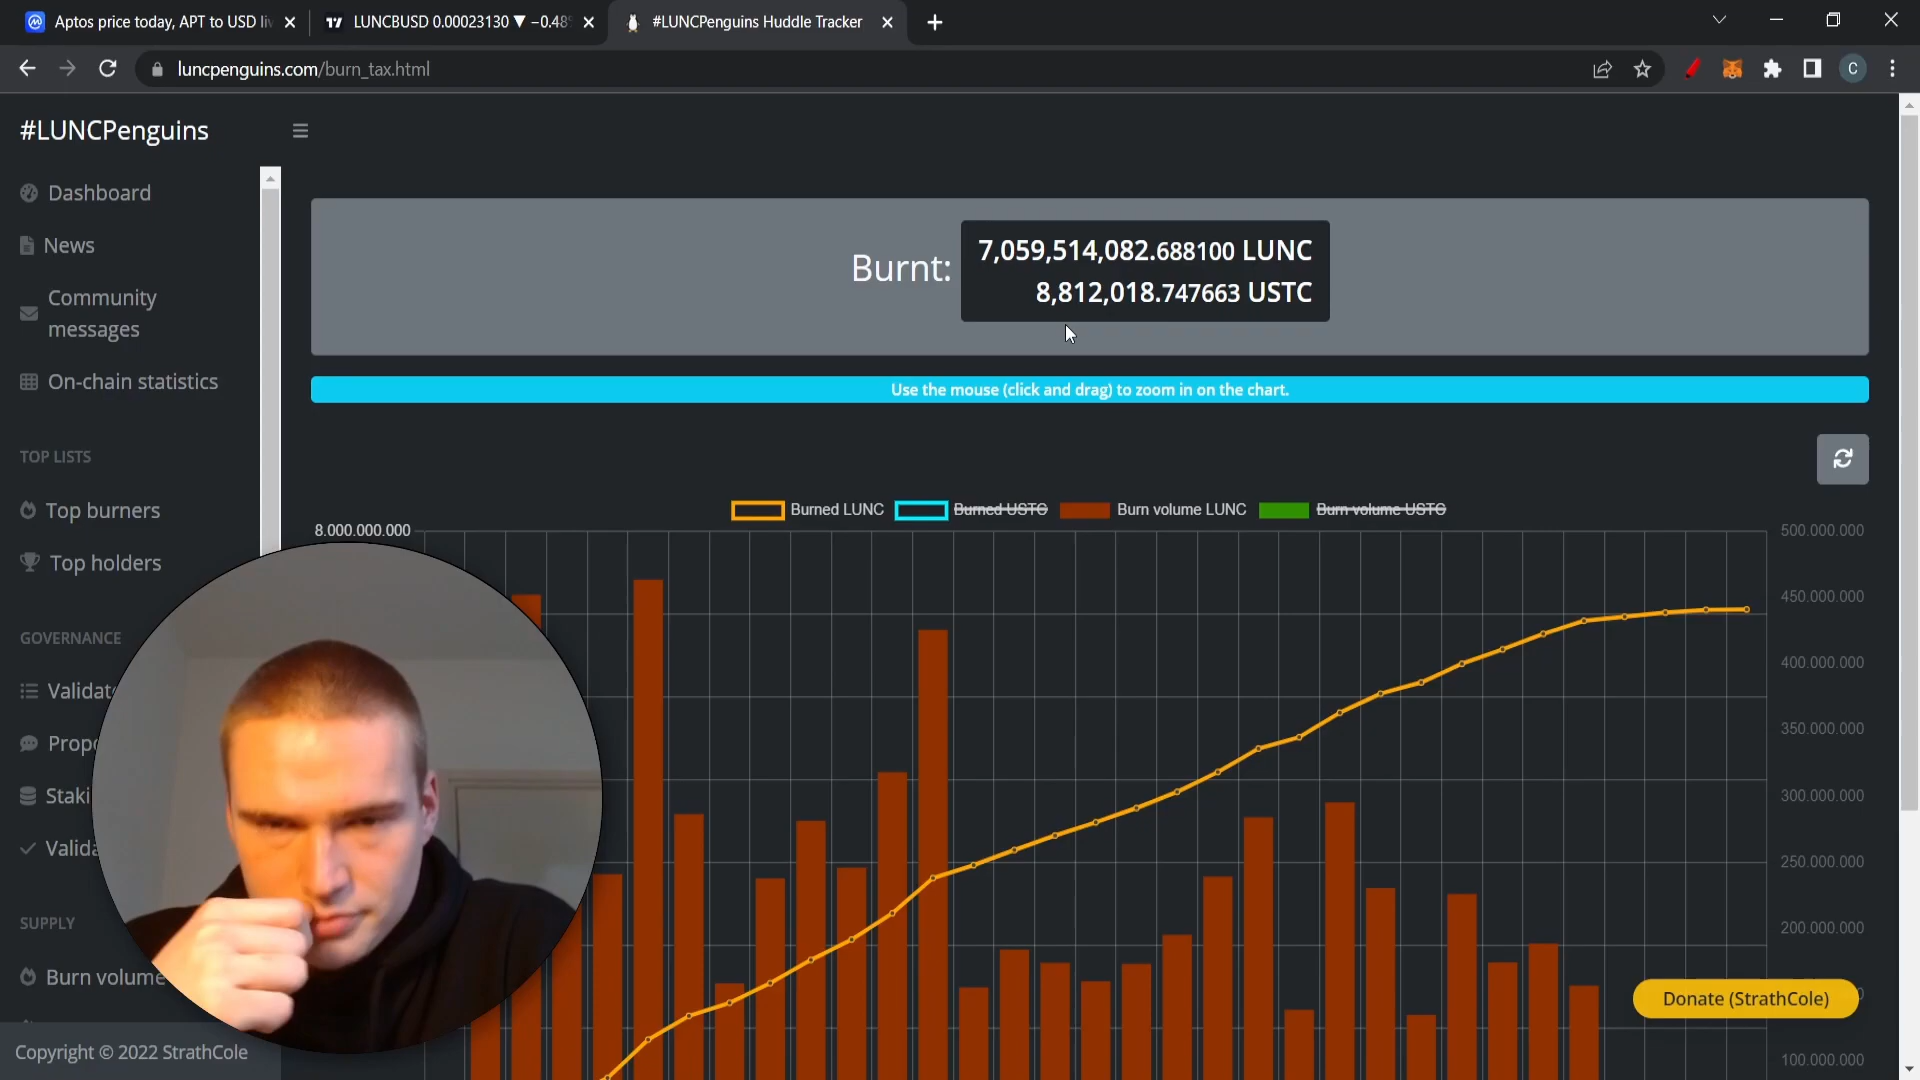 Aptos price today, APT to USD li
LUNCBUSD 0.00023130 ▼ −0.48
#LUNCPenguins Huddle Tracker
luncpenguins.com/burn_tax.html
C
#LUNCPenguins
Dashboard
News
Community
messages
On-chain statistics
TOP LISTS
Top burners
Top holders
GOVERNANCE
Validat
Propo
Staki
Valida
SUPPLY
Burn volume
Copyright © 2022 StrathCole
Burnt:
7,059,514,082.688100 LUNC
8,812,018.747663 USTC
Use the mouse (click and drag) to zoom in on the chart.
Burned LUNC
Burned USTC
Burn volume LUNC
Burn volume USTC
8.000.000.000
500.000.000
450.000.000
400.000.000
350.000.000
300.000.000
250.000.000
200.000.000
Donate (StrathCole)
100.000.000